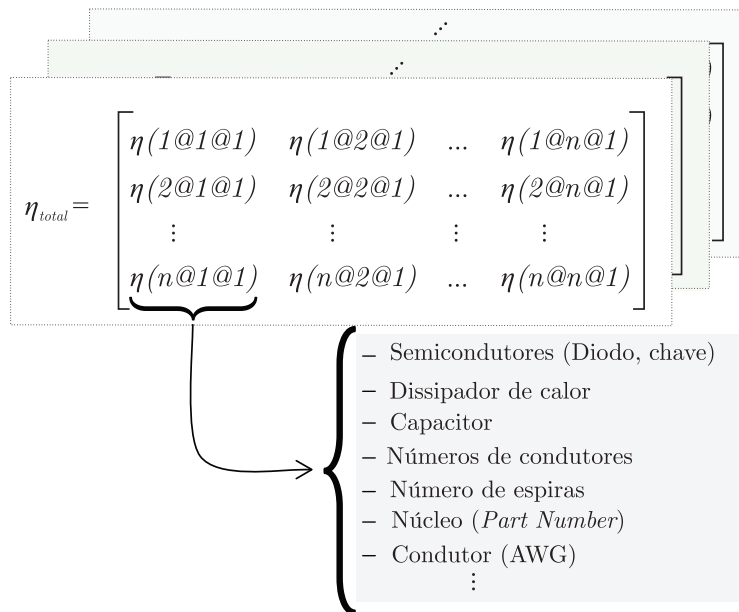 ⋰
⋰
η(1@1@1) η(1@2@1) ... η(1@n@1)
η(2@1@1) η(2@2@1) ... η(2@n@1)
η_total =
⋮ ⋮ ⋮ ⋮
η(n@1@1) η(n@2@1) ... η(n@n@1)
– Semicondutores (Diodo, chave)
– Dissipador de calor
– Capacitor
– Números de condutores
– Número de espiras
– Núcleo (Part Number)
– Condutor (AWG)
⋮